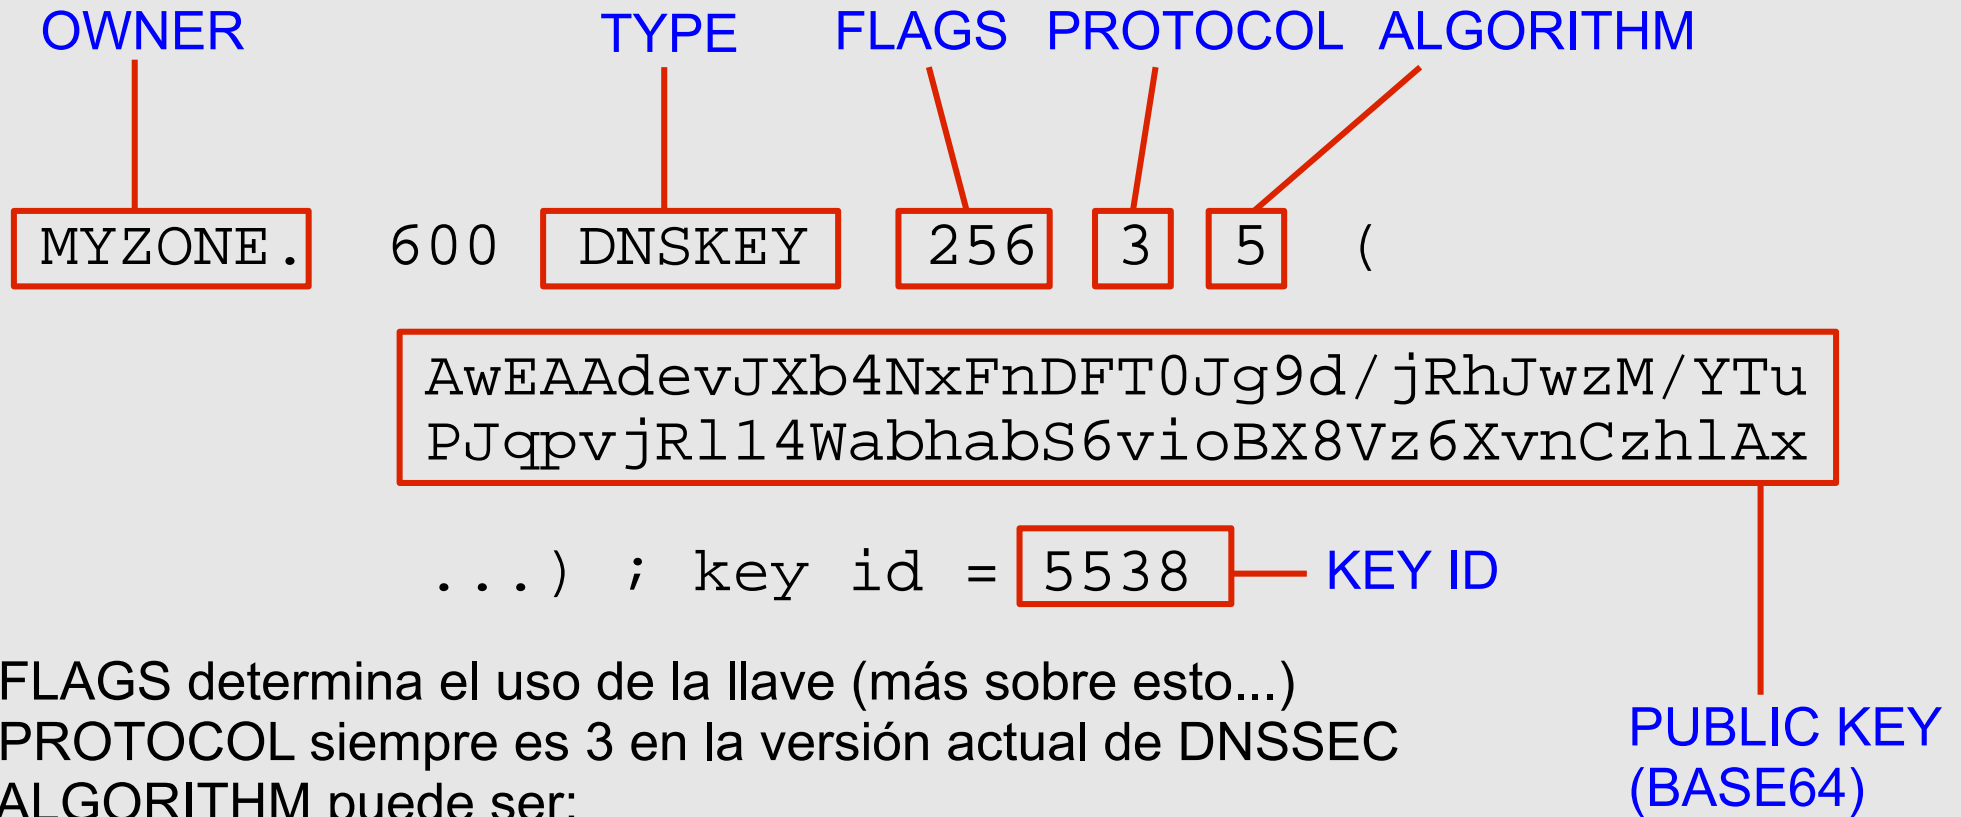 OWNER TYPE FLAGS PROTOCOL ALGORITHM
MYZONE. 600 DNSKEY 256 3 5 (
AwEAAdevJXb4NxFnDFT0Jg9d/jRhJwzM/YTu
PJqpvjRl14WabhabS6vioBX8Vz6XvnCzhlAx
...) ; key id = 5538 KEY ID
FLAGS determina el uso de la llave (más sobre esto...)
PROTOCOL siempre es 3 en la versión actual de DNSSEC
ALGORITHM puede ser:
PUBLIC KEY
(BASE64)